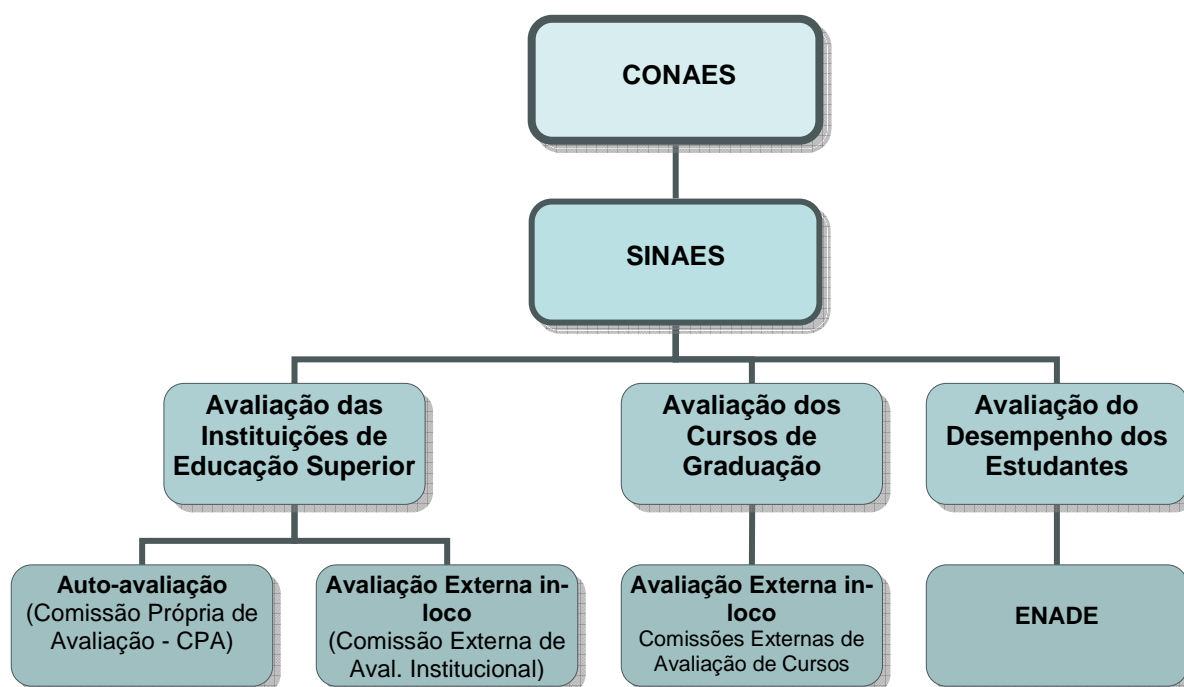 CONAES
SINAES
Avaliação das
Instituições de
Educação Superior
Avaliação dos
Cursos de
Graduação
Avaliação do
Desempenho dos
Estudantes
Auto-avaliação
(Comissão Própria de
Avaliação - CPA)
Avaliação Externa in-
loco
(Comissão Externa de
Aval. Institucional)
Avaliação Externa in-
loco
Comissões Externas de
Avaliação de Cursos
ENADE